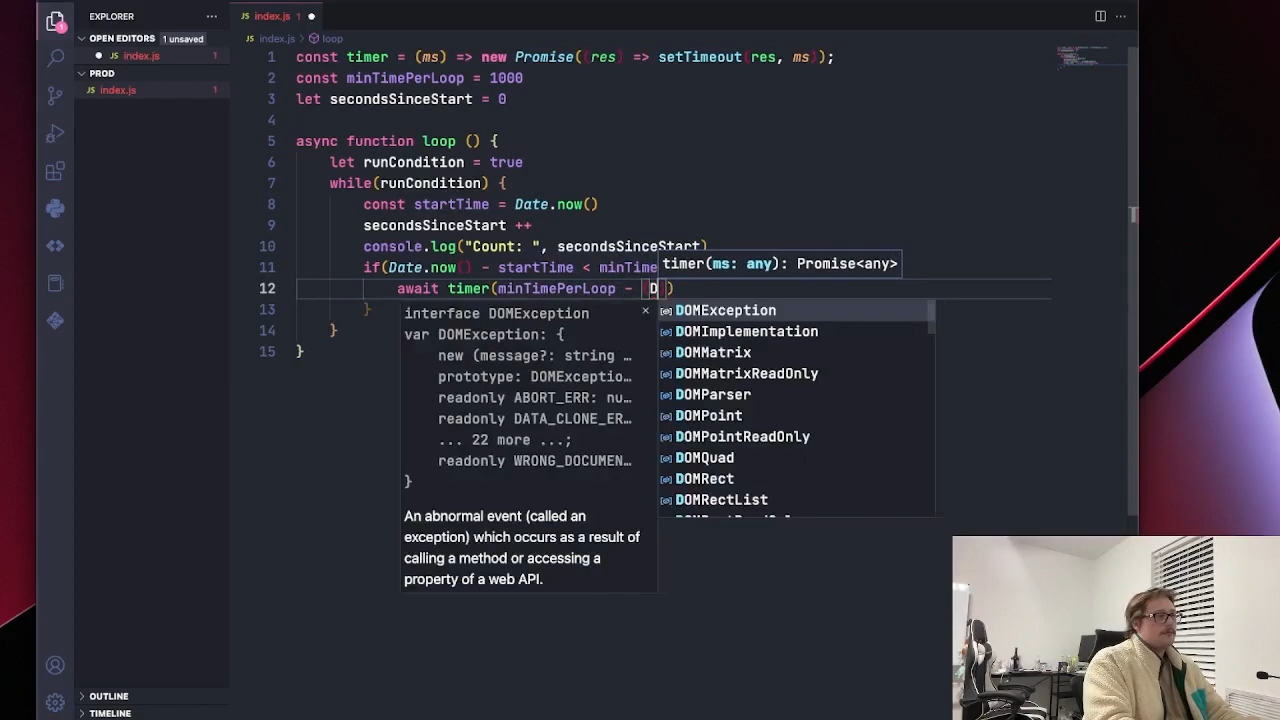 EXPLORER
OPEN EDITORS 1 unsaved
JS index.js 1
PROD
JS index.js 1
OUTLINE
TIMELINE
JS index.js 1
JS index.js > loop
1 const timer = (ms) => new Promise((res) => setTimeout(res, ms));
2 const minTimePerLoop = 1000
3 let secondsSinceStart = 0
4
5 async function loop () {
6 let runCondition = true
7 while(runCondition) {
8 const startTime = Date.now()
9 secondsSinceStart ++
10 console.log("Count: ", secondsSinceStart)
11 if(Date.now() - startTime < minTime
12 await timer(minTimePerLoop - (D))
13 }
14 }
15 }
timer(ms: any): Promise<any>
interface DOMException
var DOMException: {
new (message?: string …
prototype: DOMExceptio…
readonly ABORT_ERR: nu…
readonly DATA_CLONE_ER…
... 22 more ...;
readonly WRONG_DOCUMEN…
}
An abnormal event (called an
exception) which occurs as a result of
calling a method or accessing a
property of a web API.
DOMException
DOMImplementation
DOMMatrix
DOMMatrixReadOnly
DOMParser
DOMPoint
DOMPointReadOnly
DOMQuad
DOMRect
DOMRectList